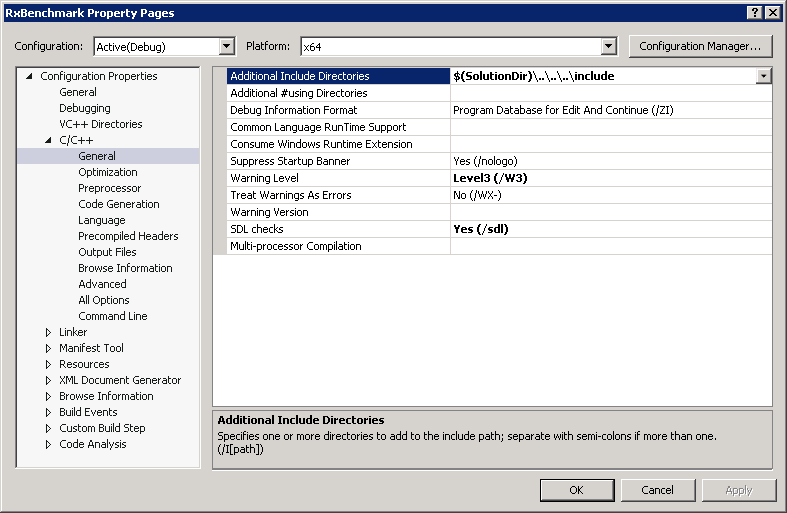 RxBenchmark Property Pages
Configuration: Active(Debug) Platform: x64 Configuration Manager...
Configuration Properties
General
Debugging
VC++ Directories
C/C++
General
Optimization
Preprocessor
Code Generation
Language
Precompiled Headers
Output Files
Browse Information
Advanced
All Options
Command Line
Linker
Manifest Tool
Resources
XML Document Generator
Browse Information
Build Events
Custom Build Step
Code Analysis
Additional Include Directories $(SolutionDir)\..\..\..\include
Additional #using Directories
Debug Information Format Program Database for Edit And Continue (/ZI)
Common Language RunTime Support
Consume Windows Runtime Extension
Suppress Startup Banner Yes (/nologo)
Warning Level Level3 (/W3)
Treat Warnings As Errors No (/WX-)
Warning Version
SDL checks Yes (/sdl)
Multi-processor Compilation
Additional Include Directories
Specifies one or more directories to add to the include path; separate with semi-colons if more than one.
(/I[path])
OK Cancel Apply